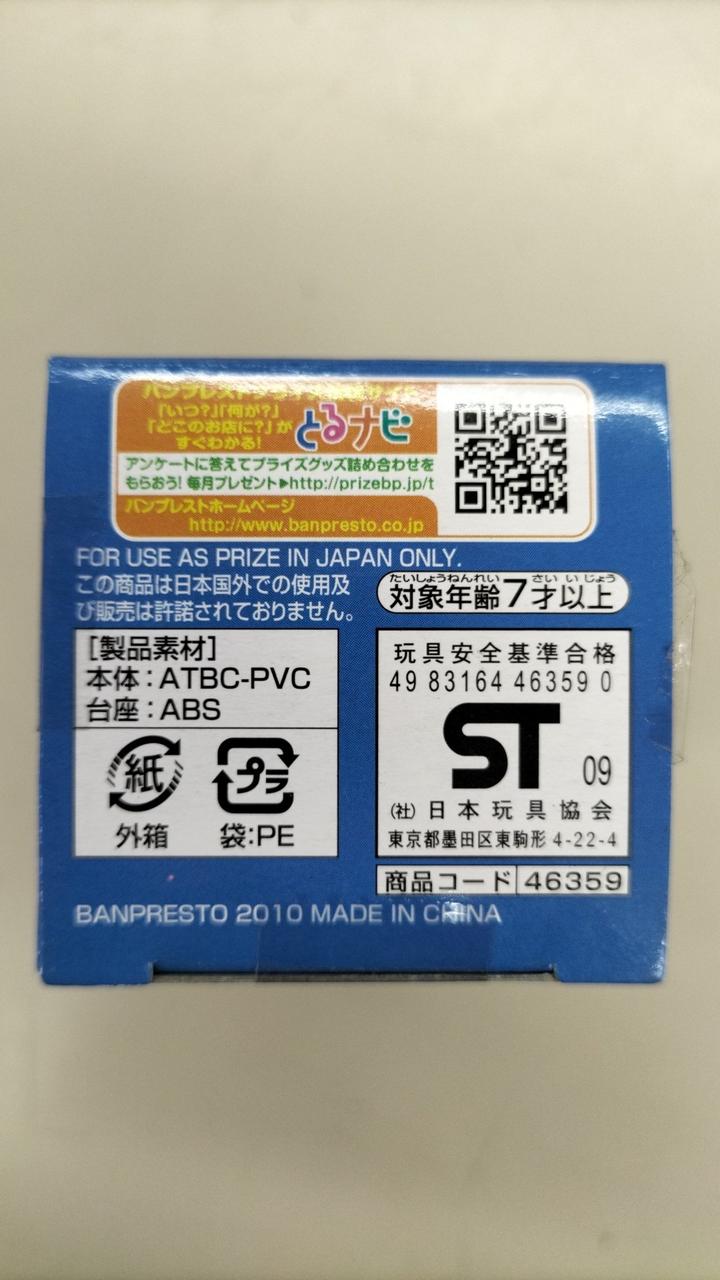 「いつ？」「何が？」
「どこのお店に？」が
すぐわかる！
とるナビ
アンケートに答えてプライズグッズ詰め合わせを
もらおう！毎月プレゼント▶http://prizebp.jp/t
バンプレストホームページ
http://www.banpresto.co.jp
FOR USE AS PRIZE IN JAPAN ONLY.
この商品は日本国外での使用及
び販売は許諾されておりません。
たいしょうねんれい さい いじょう
対象年齢7才以上
[製品素材]
本体：ATBC-PVC
台座：ABS
紙
外箱
プラ
袋：PE
玩具安全基準合格
49 83164 46359 0
ST
09
(社)日本玩具協会
東京都墨田区東駒形 4-22-4
商品コード 46359
BANPRESTO 2010 MADE IN CHINA